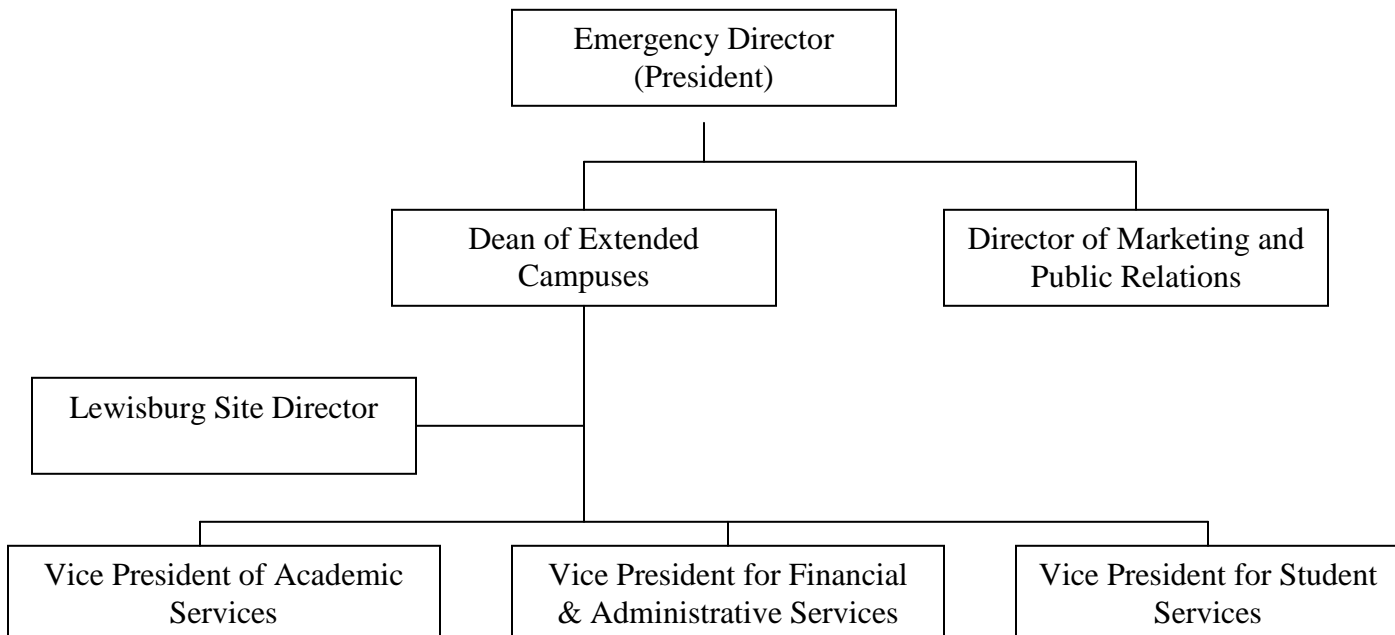 Emergency Director
(President)
Dean of Extended
Campuses
Director of Marketing and
Public Relations
Lewisburg Site Director
Vice President of Academic
Services
Vice President for Financial
& Administrative Services
Vice President for Student
Services